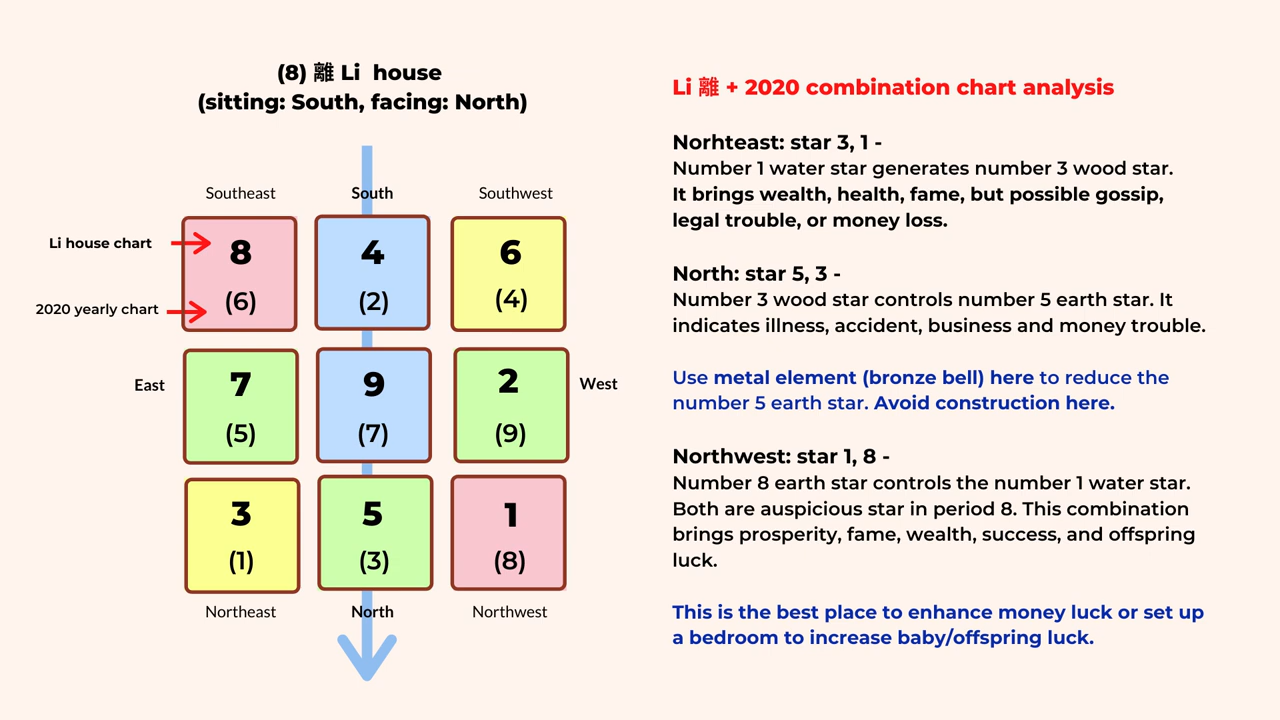 (8) 離 Li house
(sitting: South, facing: North)
Southeast
South
Southwest
Li house chart
8
4
6
2020 yearly chart
(6)
(2)
(4)
East
7
9
2
West
(5)
(7)
(9)
3
5
1
(1)
(3)
(8)
Northeast
North
Northwest
Li 離 + 2020 combination chart analysis
Norhteast: star 3, 1 -
Number 1 water star generates number 3 wood star.
It brings wealth, health, fame, but possible gossip,
legal trouble, or money loss.
North: star 5, 3 -
Number 3 wood star controls number 5 earth star. It
indicates illness, accident, business and money trouble.
Use metal element (bronze bell) here to reduce the
number 5 earth star. Avoid construction here.
Northwest: star 1, 8 -
Number 8 earth star controls the number 1 water star.
Both are auspicious star in period 8. This combination
brings prosperity, fame, wealth, success, and offspring
luck.
This is the best place to enhance money luck or set up
a bedroom to increase baby/offspring luck.